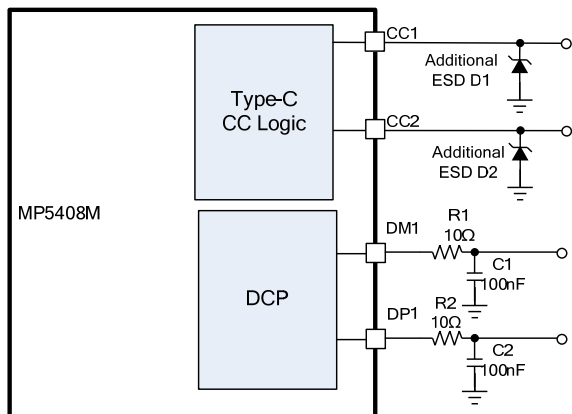 CC1
Additional
ESD D1
Type-C
CC Logic
CC2
Additional
ESD D2
MP5408M
DM1
R1
10Ω
C1
100nF
DCP
DP1
R2
10Ω
C2
100nF